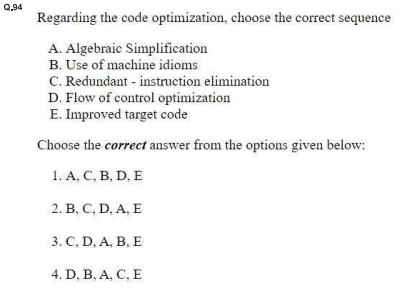 Q.94
Regarding the code optimization, choose the correct sequence
A. Algebraic Simplification
B. Use of machine idioms
C. Redundant - instruction elimination
D. Flow of control optimization
E. Improved target code
Choose the correct answer from the options given below:
1. A, C, B, D, E
2. B, C, D, A, E
3. C, D, A, B, E
4. D, B, A, C, E